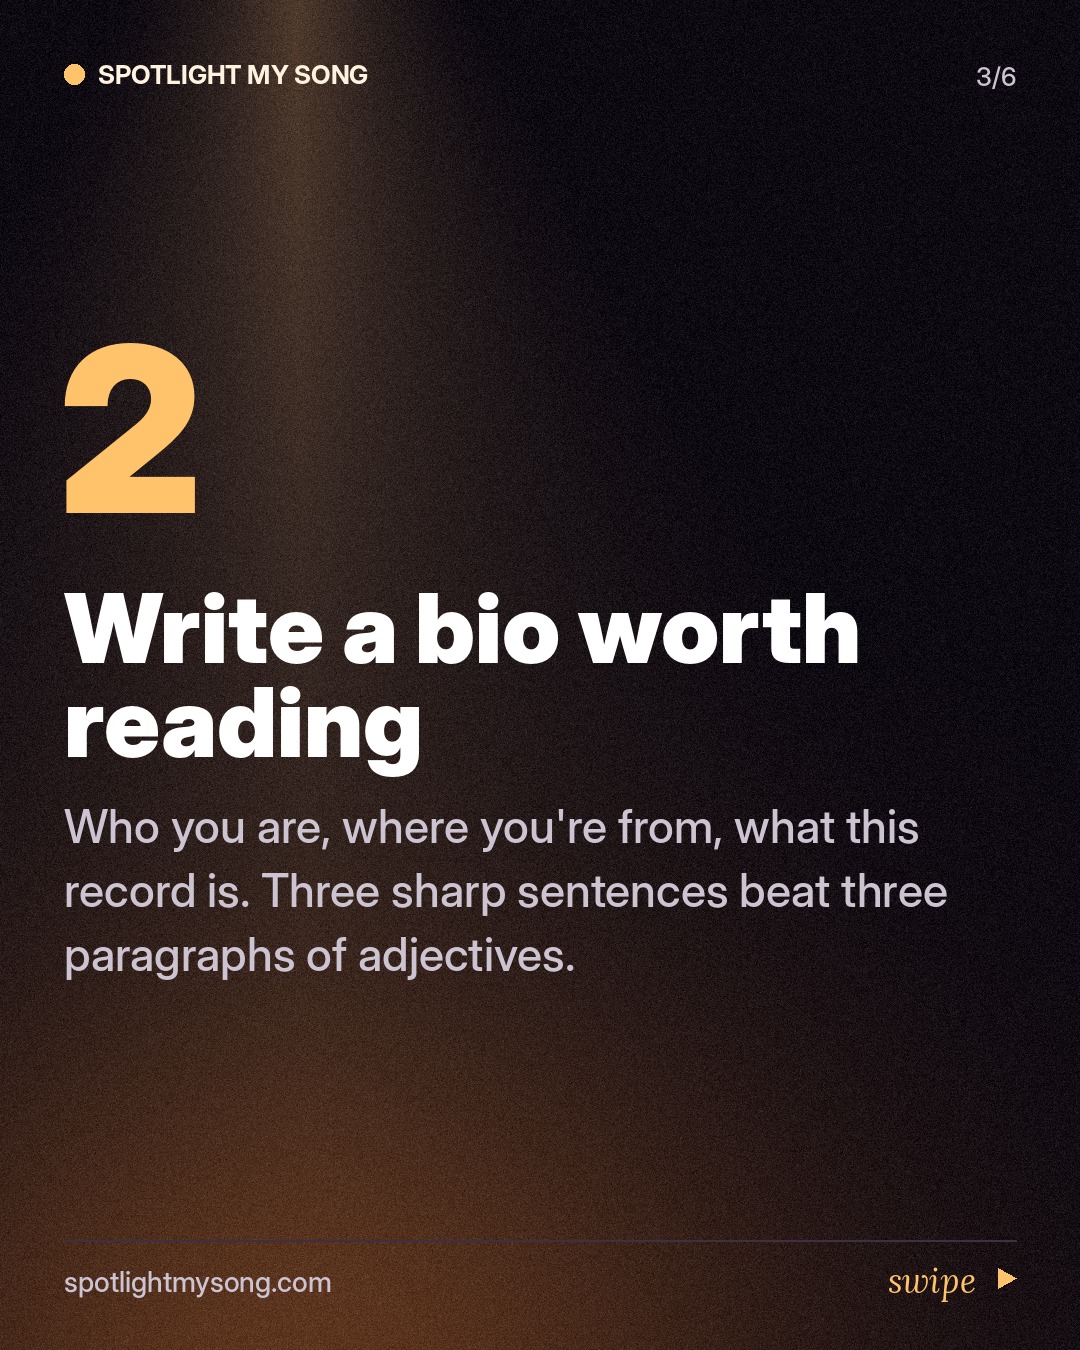 SPOTLIGHT MY SONG
3/6
2
Write a bio worth
reading
Who you are, where you're from, what this
record is. Three sharp sentences beat three
paragraphs of adjectives.
spotlightmysong.com
swipe